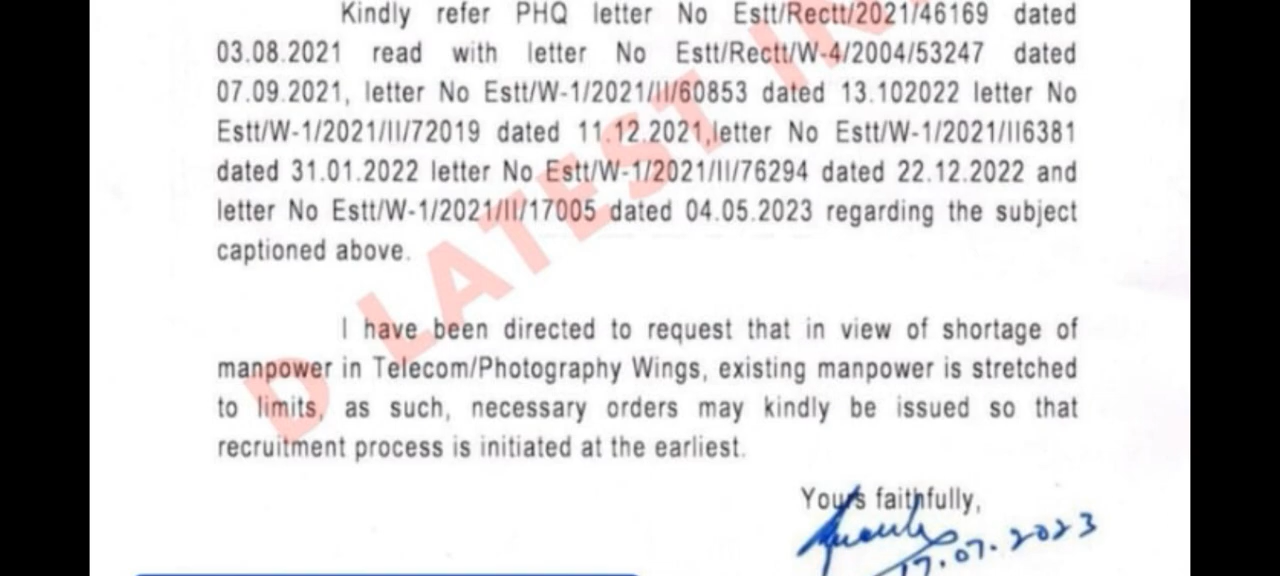 Kindly refer PHQ letter No Estt/Rectt/2021/46169 dated
03.08.2021 read with letter No Estt/Rectt/W-4/2004/53247 dated
07.09.2021, letter No Estt/W-1/2021/II/60853 dated 13.102022 letter No
Estt/W-1/2021/II/72019 dated 11.12.2021,letter No Estt/W-1/2021/II6381
dated 31.01.2022 letter No Estt/W-1/2021/II/76294 dated 22.12.2022 and
letter No Estt/W-1/2021/II/17005 dated 04.05.2023 regarding the subject
captioned above.
I have been directed to request that in view of shortage of
manpower in Telecom/Photography Wings, existing manpower is stretched
to limits, as such, necessary orders may kindly be issued so that
recruitment process is initiated at the earliest.
Yours faithfully,
17.07.2023
D LATEST IN